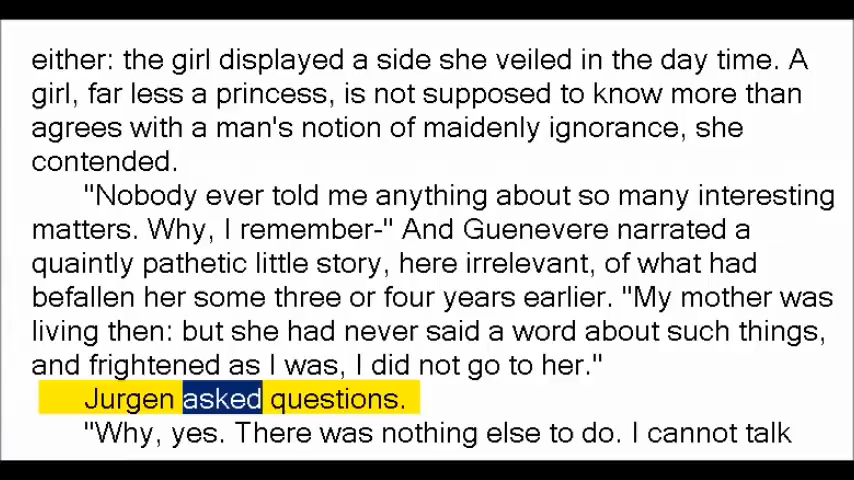 either: the girl displayed a side she veiled in the day time. A
girl, far less a princess, is not supposed to know more than
agrees with a man's notion of maidenly ignorance, she
contended.
"Nobody ever told me anything about so many interesting
matters. Why, I remember-" And Guenevere narrated a
quaintly pathetic little story, here irrelevant, of what had
befallen her some three or four years earlier. "My mother was
living then: but she had never said a word about such things,
and frightened as I was, I did not go to her."
Jurgen asked questions.
"Why, yes. There was nothing else to do. I cannot talk